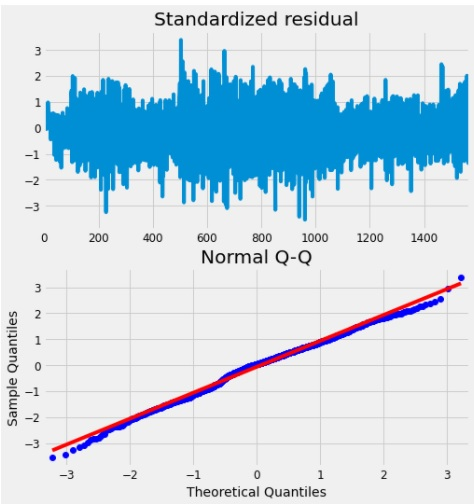 Standardized residual
3
2
1
0
−1
−2
−3
0 200 400 600 800 1000 1200 1400
Normal Q-Q
3
2
1
0
−1
−2
−3
Sample Quantiles
−3 −2 −1 0 1 2 3
Theoretical Quantiles